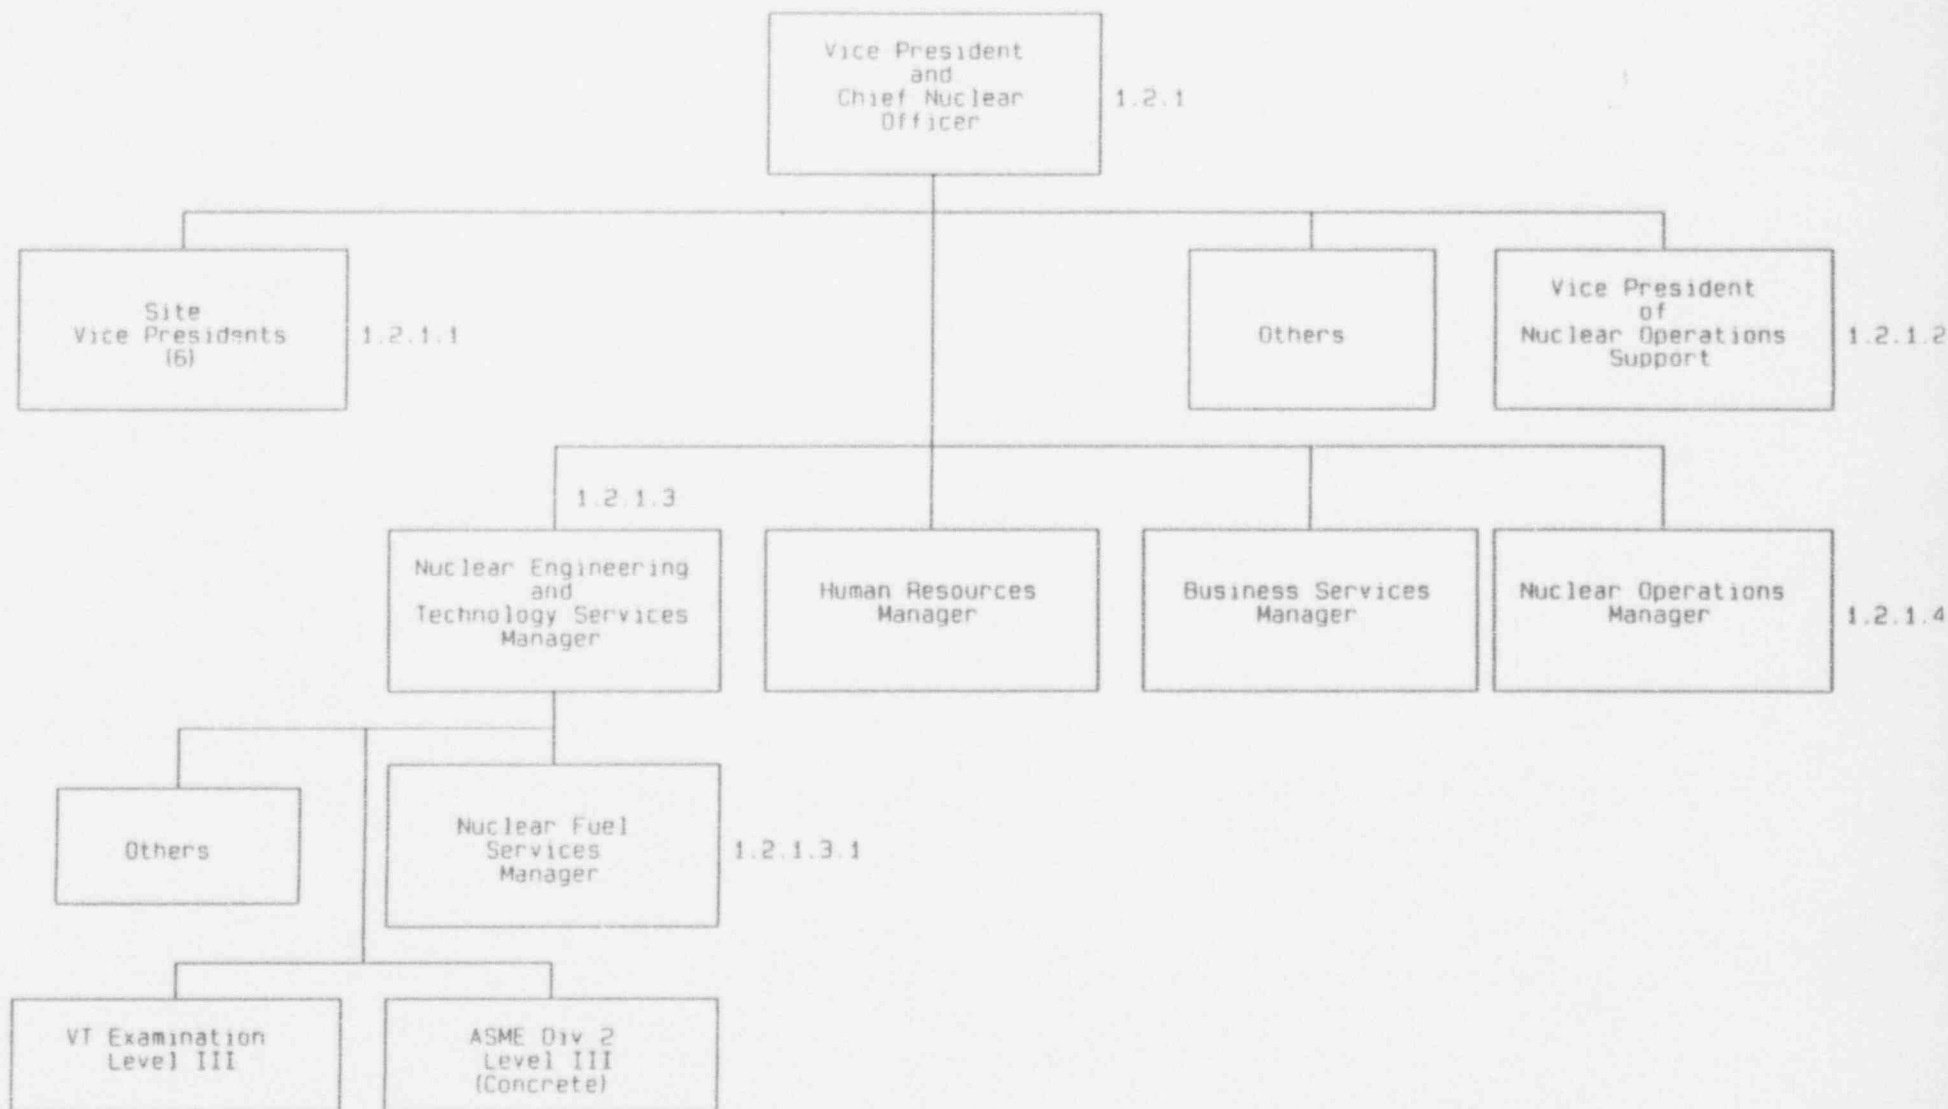 Vice President
and
Chief Nuclear
Officer
1.2.1
Site
Vice Presidents
(6)
1.2.1.1
Others
Vice President
of
Nuclear Operations
Support
1.2.1.2
1.2.1.3
Nuclear Engineering
and
Technology Services
Manager
Human Resources
Manager
Business Services
Manager
Nuclear Operations
Manager
1.2.1.4
Others
Nuclear Fuel
Services
Manager
1.2.1.3.1
VT Examination
Level III
ASME Div 2
Level III
(Concrete)